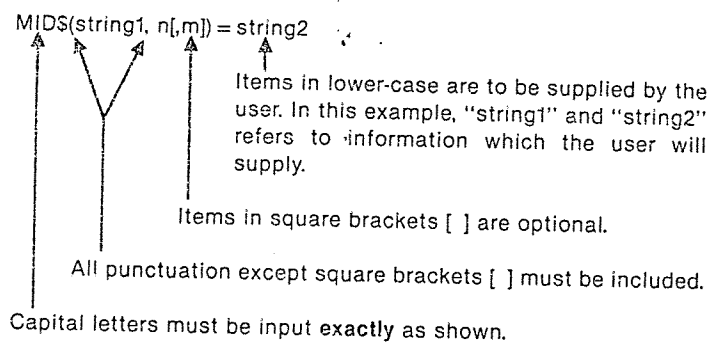 MIDS(string1, n[,m]) = string2
Items in lower-case are to be supplied by the
user. In this example, “string1” and “string2”
refers to information which the user will
supply.
Items in square brackets [ ] are optional.
All punctuation except square brackets [ ] must be included.
Capital letters must be input exactly as shown.